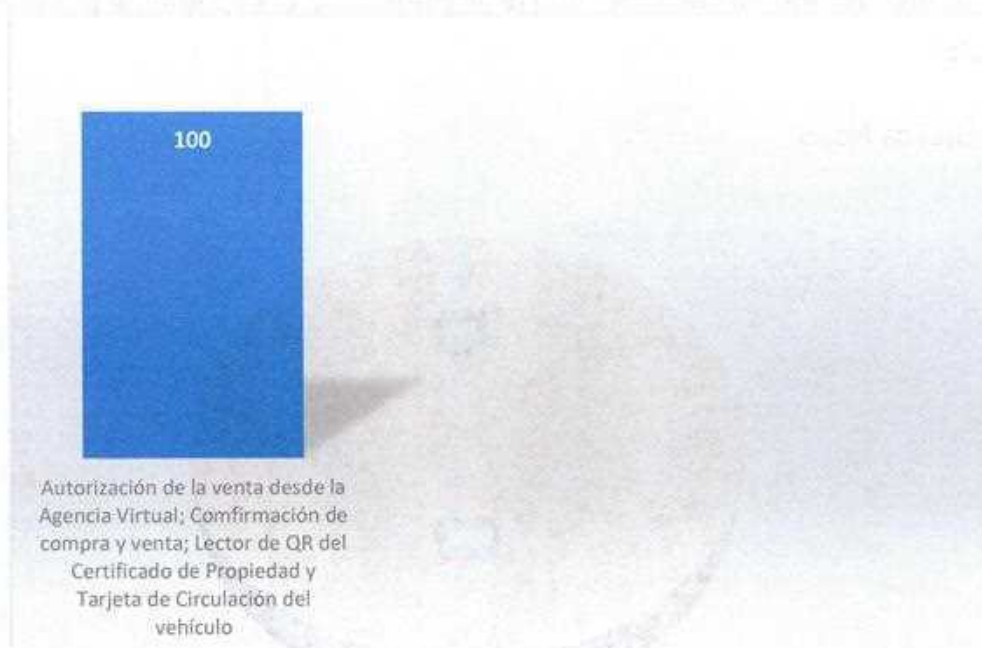 100
Autorización de la venta desde la
Agencia Virtual; Comfirmación de
compra y venta; Lector de QR del
Certificado de Propiedad y
Tarjeta de Circulación del
vehículo